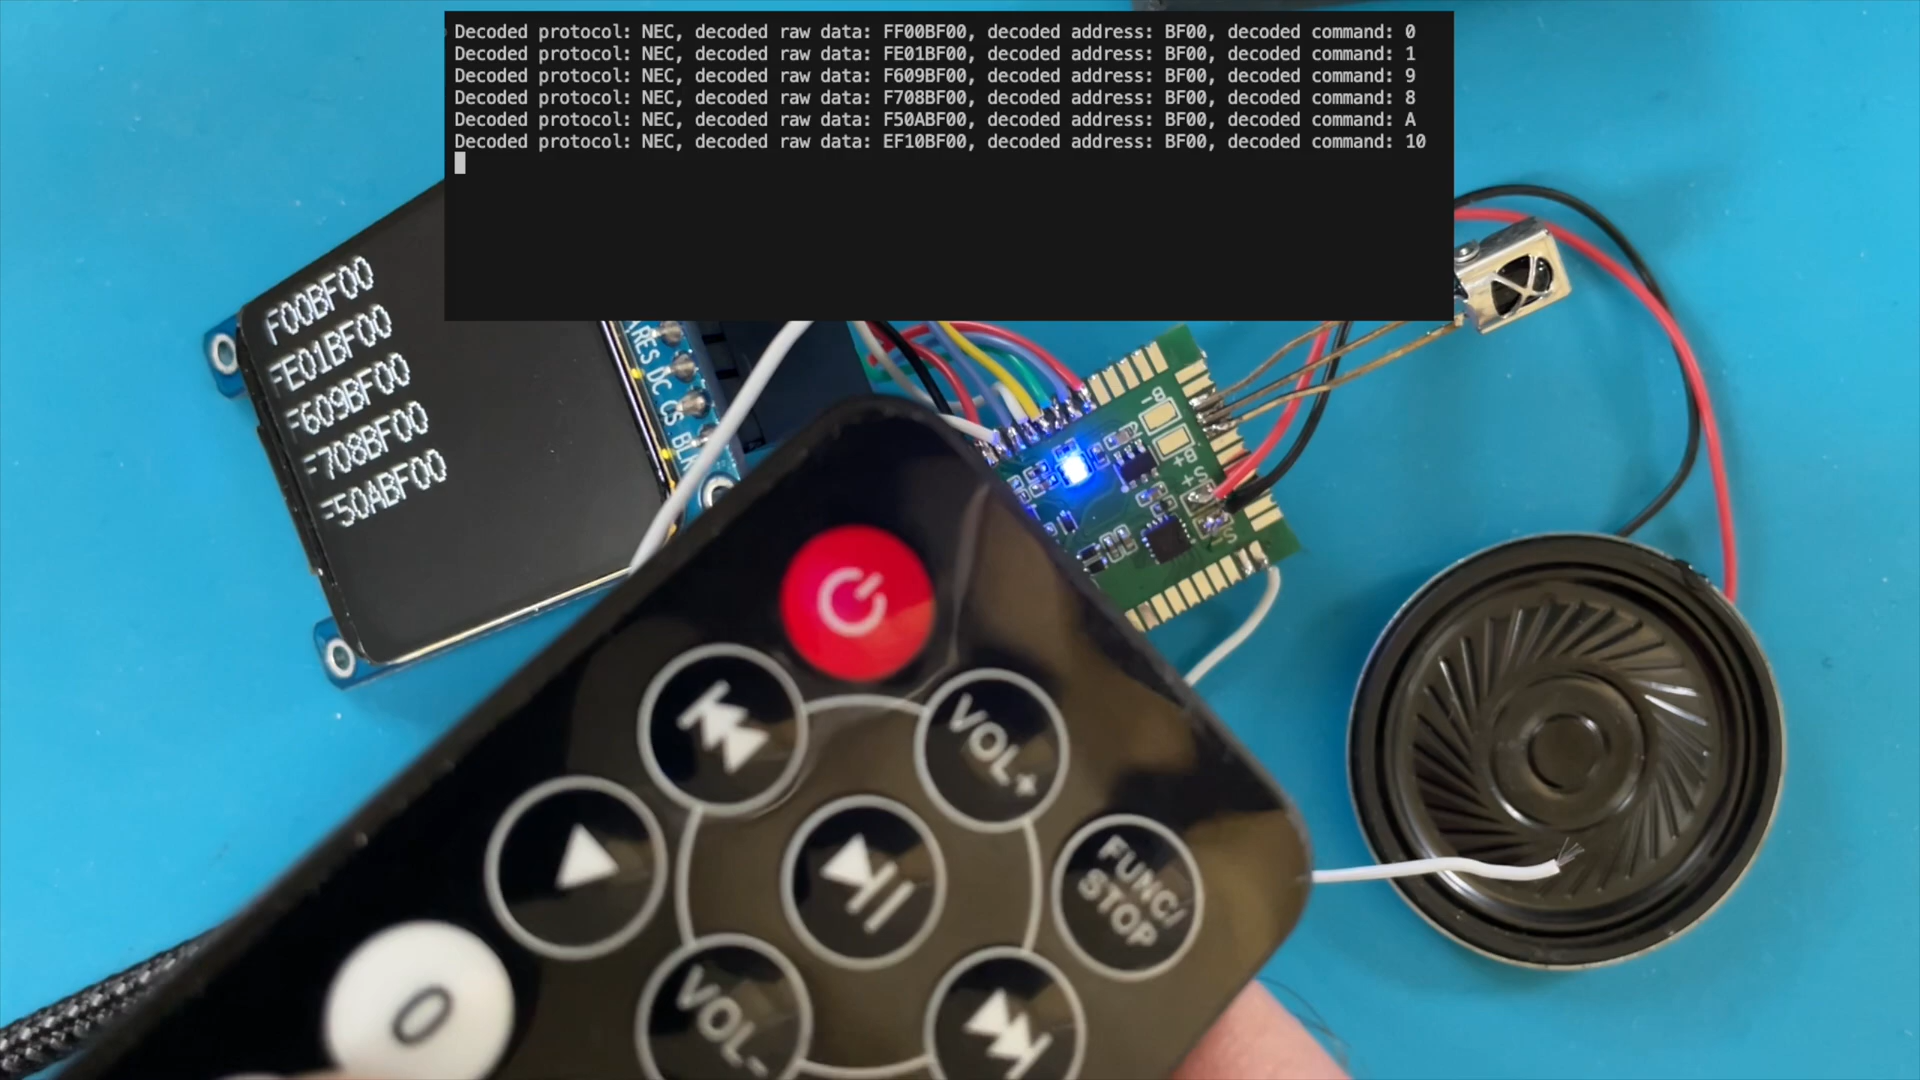 Decoded protocol: NEC, decoded raw data: FF00BF00, decoded address: BF00, decoded command: 0
Decoded protocol: NEC, decoded raw data: FE01BF00, decoded address: BF00, decoded command: 1
Decoded protocol: NEC, decoded raw data: F609BF00, decoded address: BF00, decoded command: 9
Decoded protocol: NEC, decoded raw data: F708BF00, decoded address: BF00, decoded command: 8
Decoded protocol: NEC, decoded raw data: F50ABF00, decoded address: BF00, decoded command: A
Decoded protocol: NEC, decoded raw data: EF10BF00, decoded address: BF00, decoded command: 10
F00BF00
FE01BF00
F609BF00
F708BF00
F50ABF00
DC
CS
B-
B+
S+
S-
VOL+
FUNC/
STOP
0
VOL-